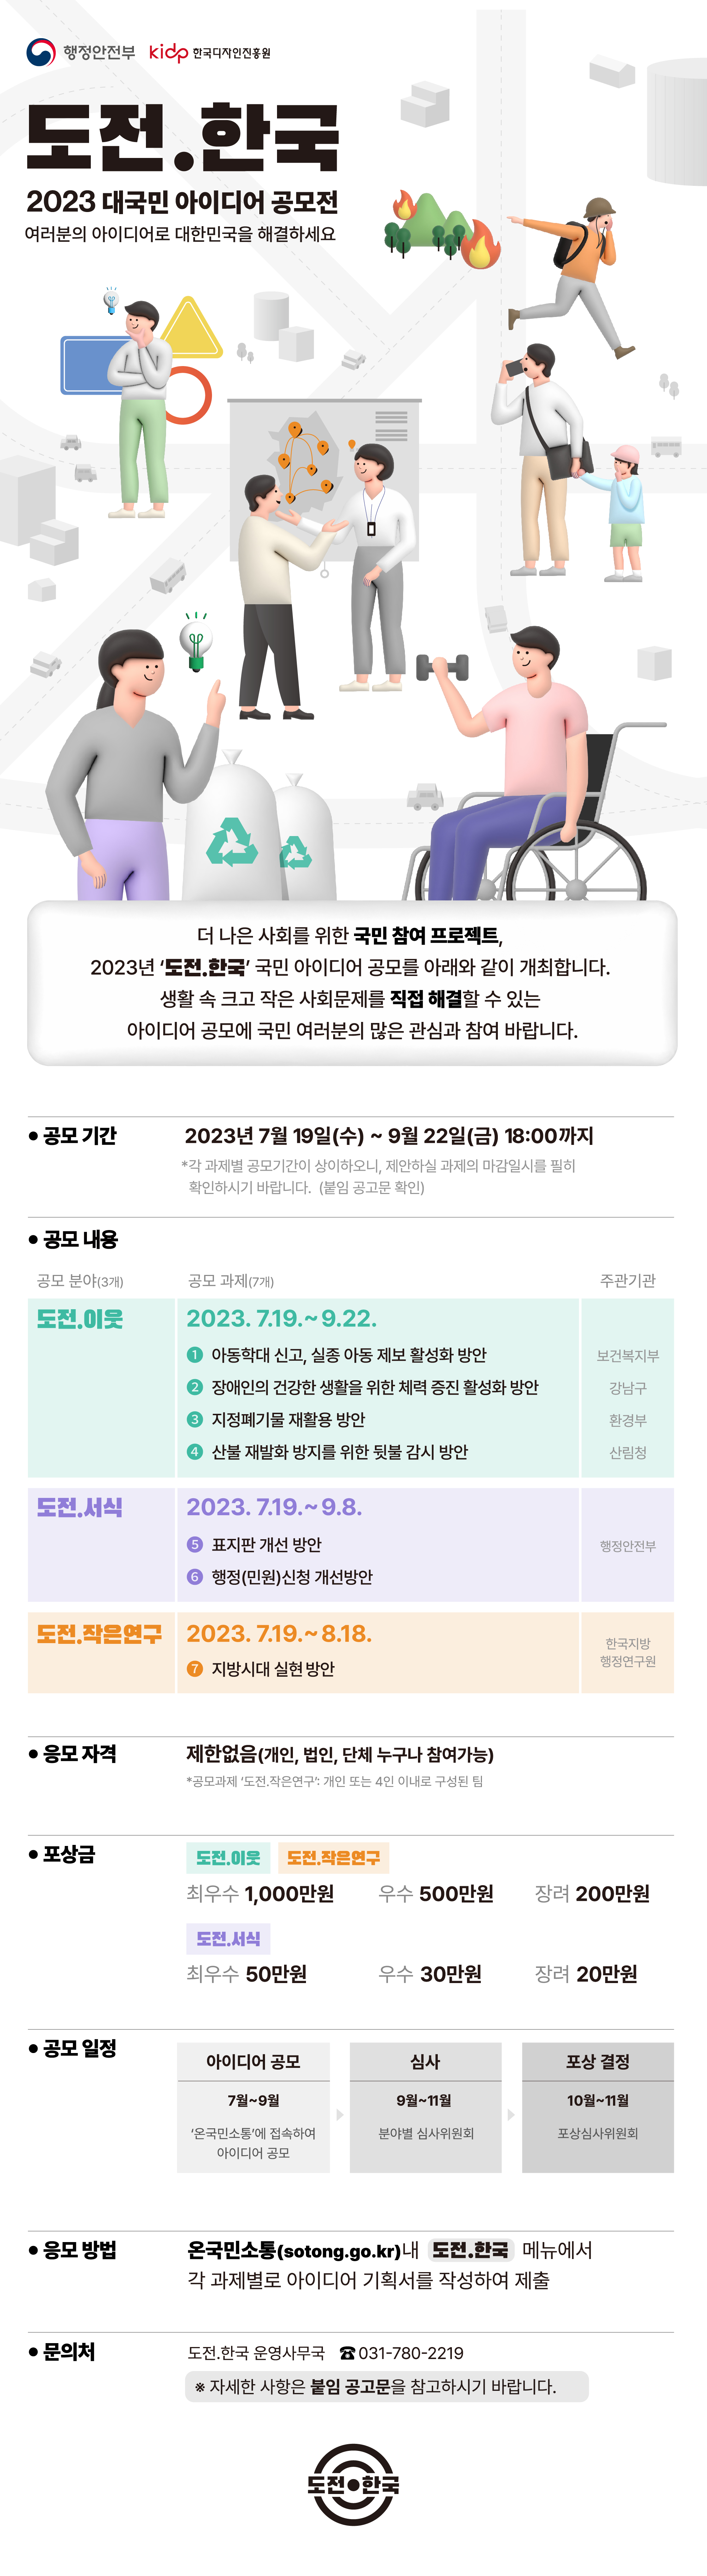 행정안전부 kidp 한국디자인진흥원
도전.한국
2023 대국민 아이디어 공모전
여러분의 아이디어로 대한민국을 해결하세요
더 나은 사회를 위한 국민 참여 프로젝트,
2023년 '도전.한국' 국민 아이디어 공모를 아래와 같이 개최합니다.
생활 속 크고 작은 사회문제를 직접 해결할 수 있는
아이디어 공모에 국민 여러분의 많은 관심과 참여 바랍니다.
• 공모 기간 2023년 7월 19일(수) ~ 9월 22일(금) 18:00까지
*각 과제별 공모기간이 상이하오니, 제안하실 과제의 마감일시를 필히
확인하시기 바랍니다. (붙임 공고문 확인)
• 공모 내용
공모 분야(3개) 공모 과제(7개) 주관기관
도전.이웃 2023. 7.19.~9.22.
1 아동학대 신고, 실종 아동 제보 활성화 방안 보건복지부
2 장애인의 건강한 생활을 위한 체력 증진 활성화 방안 강남구
3 지정폐기물 재활용 방안 환경부
4 산불 재발화 방지를 위한 뒷불 감시 방안 산림청
도전.서식 2023. 7.19.~9.8.
5 표지판 개선 방안 행정안전부
6 행정(민원)신청 개선방안
도전.작은연구 2023. 7.19.~8.18.
7 지방시대 실현 방안
한국지방
행정연구원
• 응모 자격 제한없음(개인, 법인, 단체 누구나 참여가능)
*공모과제 '도전.작은연구': 개인 또는 4인 이내로 구성된 팀
• 포상금 도전.이웃 도전.작은연구
최우수 1,000만원 우수 500만원 장려 200만원
도전.서식
최우수 50만원 우수 30만원 장려 20만원
• 공모 일정
아이디어 공모 심사 포상 결정
7월~9월 9월~11월 10월~11월
'온국민소통'에 접속하여 분야별 심사위원회 포상심사위원회
아이디어 공모
• 응모 방법 온국민소통(sotong.go.kr)내 도전.한국 메뉴에서
각 과제별로 아이디어 기획서를 작성하여 제출
• 문의처 도전.한국 운영사무국 ☎031-780-2219
※ 자세한 사항은 붙임 공고문을 참고하시기 바랍니다.
도전•한국